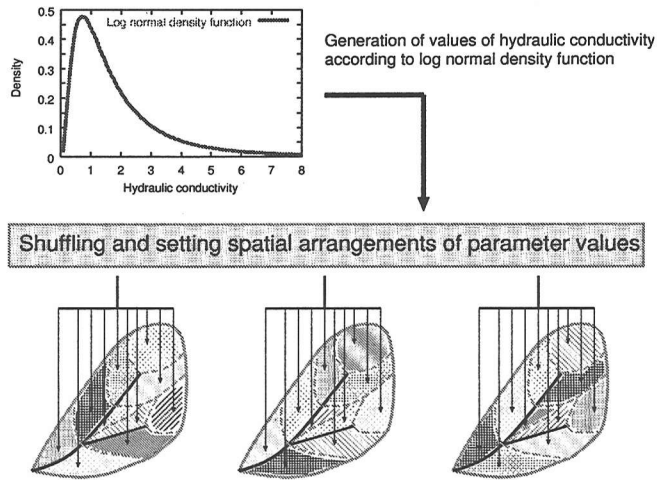 0.5
0.4
0.3
0.2
0.1
0
Density
Log normal density function
0 1 2 3 4 5 6 7 8
Hydraulic conductivity
Generation of values of hydraulic conductivity
according to log normal density function
Shuffling and setting spatial arrangements of parameter values